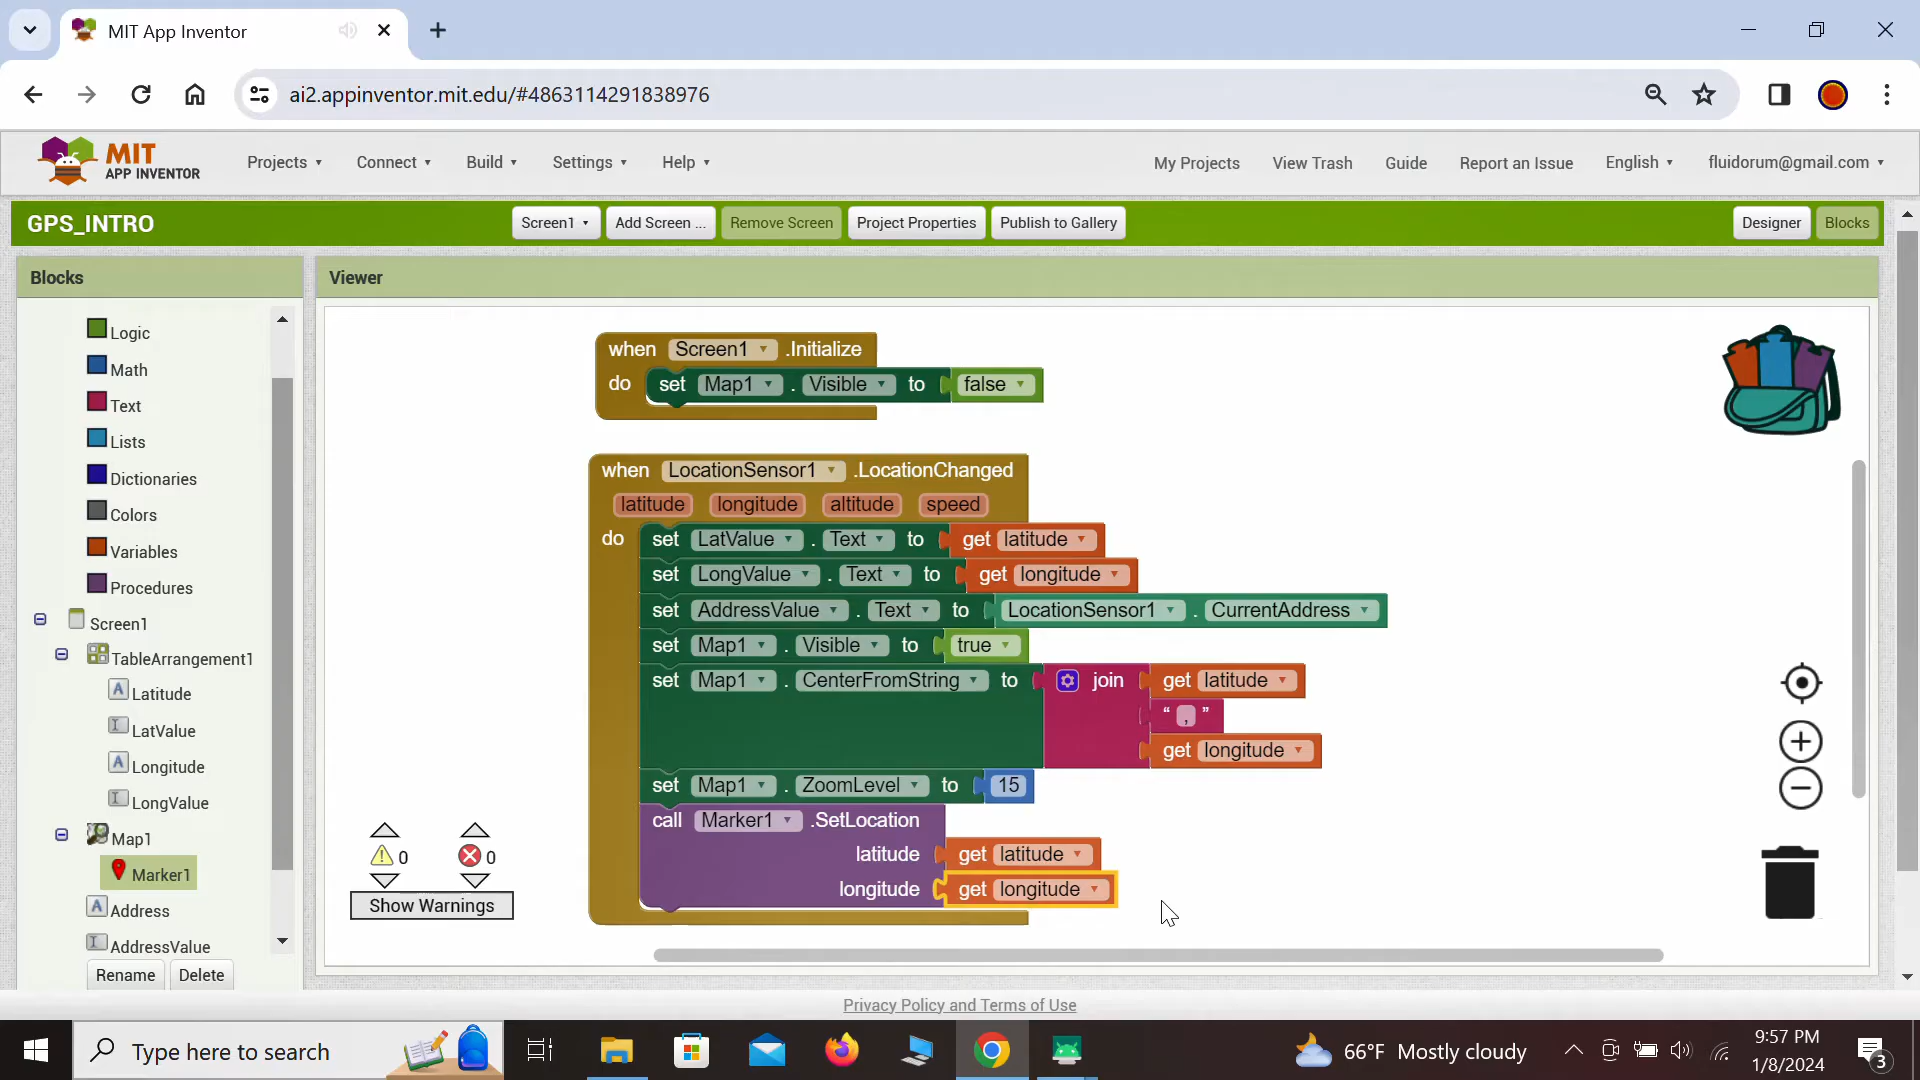 MIT App Inventor
ai2.appinventor.mit.edu/#4863114291838976
MIT
APP INVENTOR
Projects Connect Build Settings Help My Projects View Trash Guide Report an Issue English fluidorum@gmail.com
GPS_INTRO Screen1 Add Screen ... Remove Screen Project Properties Publish to Gallery Designer Blocks
Blocks
Viewer
Logic
Math
Text
Lists
Dictionaries
Colors
Variables
Procedures
Screen1
TableArrangement1
Latitude
LatValue
Longitude
LongValue
Map1
Marker1
Address
AddressValue
Rename Delete
when Screen1 .Initialize
do set Map1 . Visible to false
when LocationSensor1 .LocationChanged
latitude longitude altitude speed
do set LatValue . Text to get latitude
set LongValue . Text to get longitude
set AddressValue . Text to LocationSensor1 . CurrentAddress
set Map1 . Visible to true
set Map1 . CenterFromString to join get latitude
“ , ”
get longitude
set Map1 . ZoomLevel to 15
call Marker1 .SetLocation
latitude get latitude
longitude get longitude
0 0
Show Warnings
Privacy Policy and Terms of Use
Type here to search
66°F Mostly cloudy
9:57 PM
1/8/2024
3